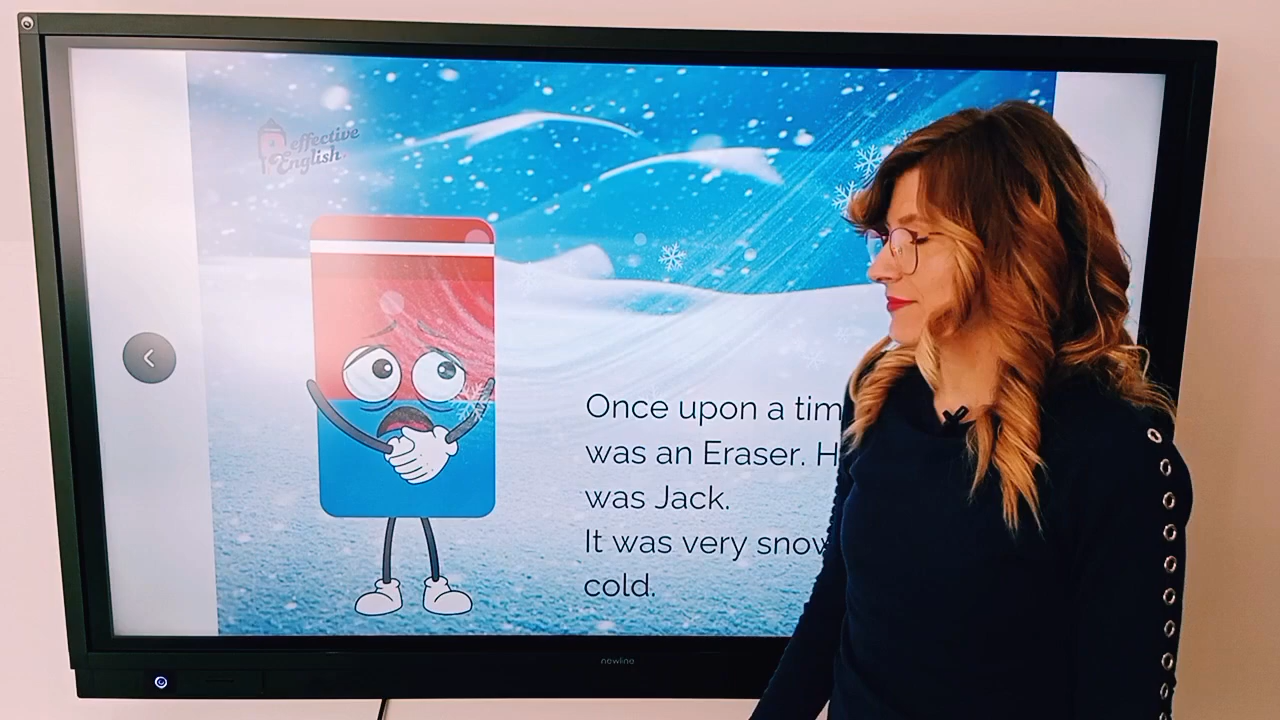 effective
English
Once upon a tim
was an Eraser. H
was Jack.
It was very snow
cold.
newline